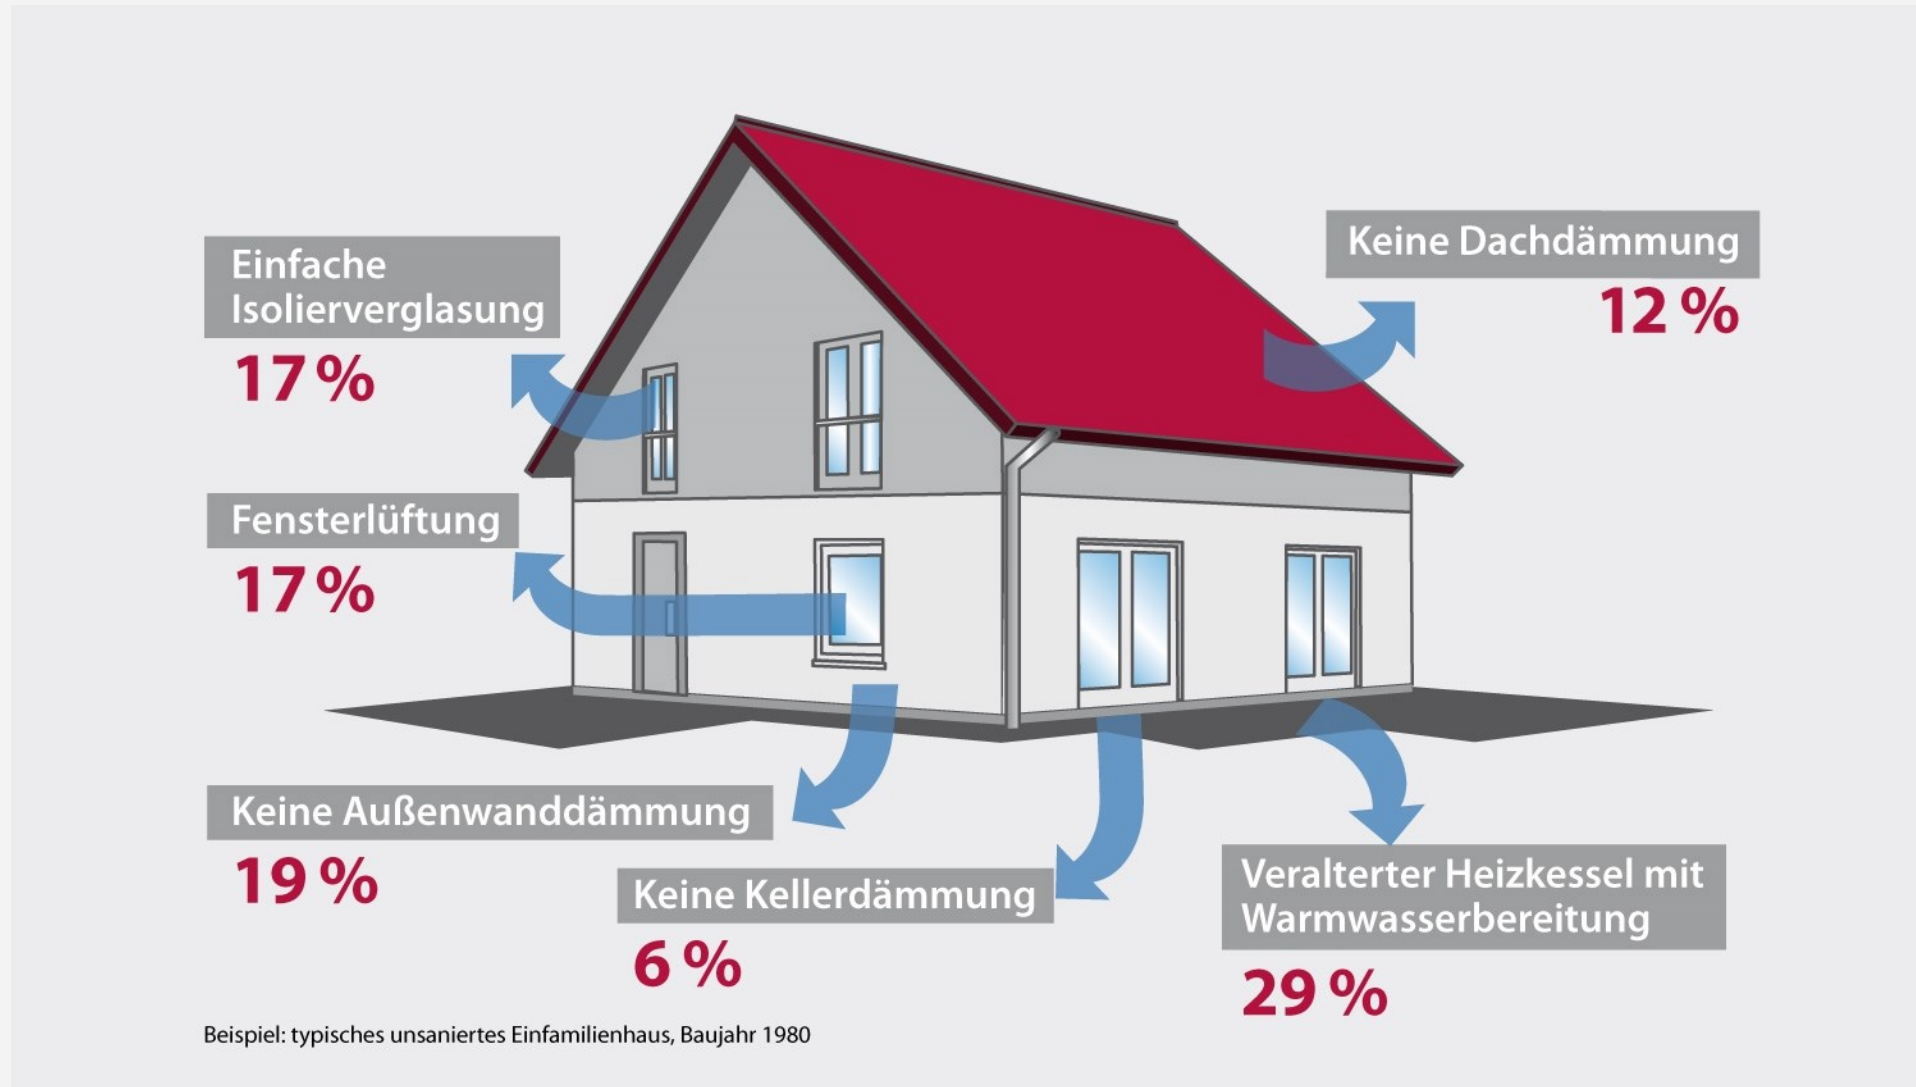 Einfache
Isolierverglasung
17 %
Keine Dachdämmung
12 %
Fensterlüftung
17 %
Keine Außenwanddämmung
19 %
Keine Kellerdämmung
6 %
Veralterter Heizkessel mit
Warmwasserbereitung
29 %
Beispiel: typisches unsaniertes Einfamilienhaus, Baujahr 1980